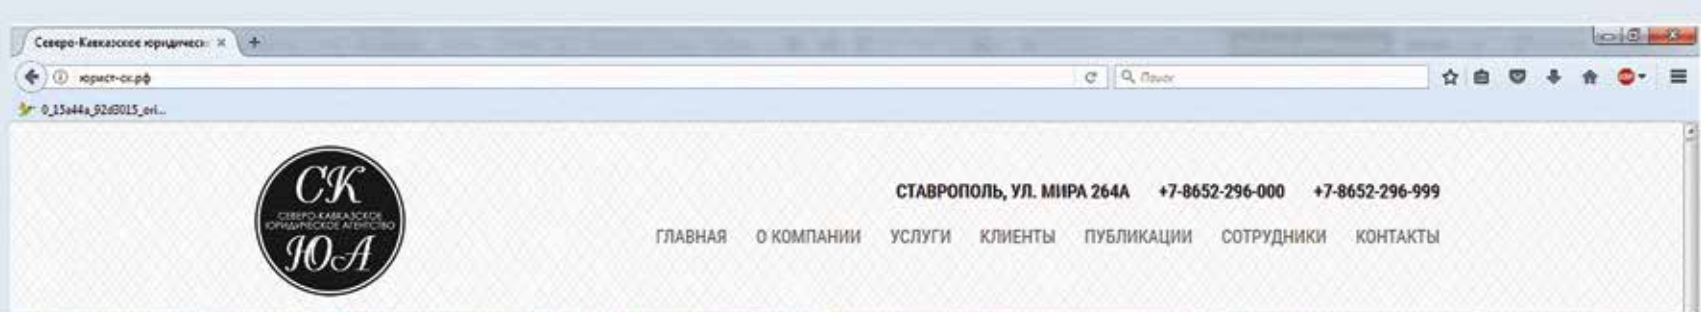 Северо-Кавказское юридическ
юрист-ск.рф
Поиск
0_15a44a_92d3015_ori...
СК
СЕВЕРО-КАВКАЗСКОЕ
ЮРИДИЧЕСКОЕ АГЕНТСТВО
ЮА
СТАВРОПОЛЬ, УЛ. МИРА 264А +7-8652-296-000 +7-8652-296-999
ГЛАВНАЯ О КОМПАНИИ УСЛУГИ КЛИЕНТЫ ПУБЛИКАЦИИ СОТРУДНИКИ КОНТАКТЫ